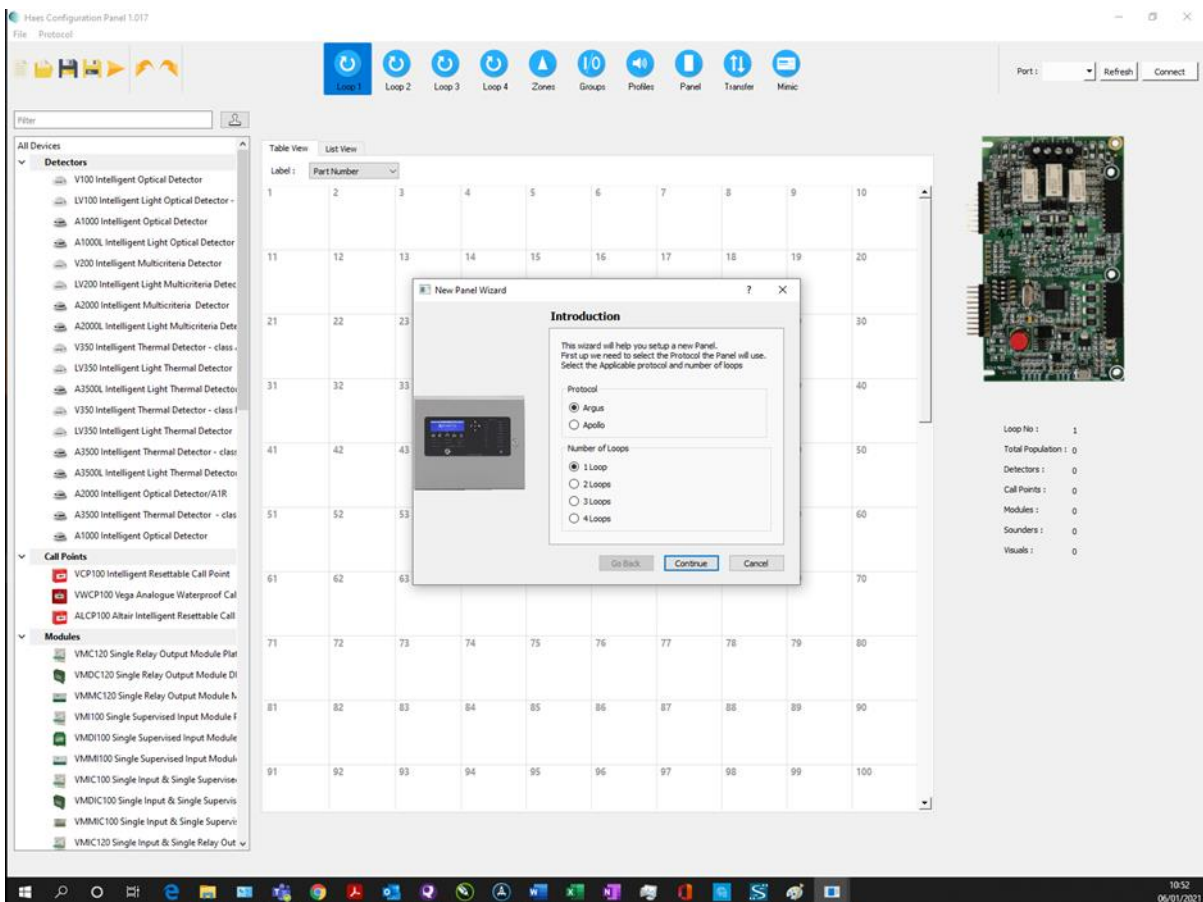 Haes Configuration Panel 1.017
File Protocol
Loop 1
Loop 2
Loop 3
Loop 4
Zones
I/O
Groups
Profiles
Panel
Transfer
Mimic
Port :
Refresh
Connect
Filter
All Devices
Detectors
V100 Intelligent Optical Detector
LV100 Intelligent Light Optical Detector -
A1000 Intelligent Optical Detector
A1000L Intelligent Light Optical Detector
V200 Intelligent Multicriteria Detector
LV200 Intelligent Light Multicriteria Detec
A2000 Intelligent Multicriteria Detector
A2000L Intelligent Light Multicriteria Dete
V350 Intelligent Thermal Detector - class
LV350 Intelligent Light Thermal Detector
A3500L Intelligent Light Thermal Detector
V350 Intelligent Thermal Detector - class
LV350 Intelligent Light Thermal Detector
A3500 Intelligent Thermal Detector - class
A3500L Intelligent Light Thermal Detector
A2000 Intelligent Optical Detector/A1R
A3500 Intelligent Thermal Detector - clas
A1000 Intelligent Optical Detector
Call Points
VCP100 Intelligent Resettable Call Point
VWCP100 Vega Analogue Waterproof Cal
ALCP100 Altair Intelligent Resettable Call
Modules
VMC120 Single Relay Output Module Plat
VMDC120 Single Relay Output Module DI
VMMC120 Single Relay Output Module M
VMI100 Single Supervised Input Module P
VMDI100 Single Supervised Input Module
VMMI100 Single Supervised Input Module
VMIC100 Single Input & Single Supervise
VMDIC100 Single Input & Single Supervis
VMMIC100 Single Input & Single Supervis
VMIC120 Single Input & Single Relay Out
Table View List View
Label : Part Number
1 2 3 4 5 6 7 8 9 10
11 12 13 14 15 16 17 18 19 20
21 22 23 30
31 32 33 40
41 42 43 50
51 52 53 60
61 62 63 70
71 72 73 74 75 76 77 78 79 80
81 82 83 84 85 86 87 88 89 90
91 92 93 94 95 96 97 98 99 100
New Panel Wizard ?
Introduction
This wizard will help you setup a new Panel.
First up we need to select the Protocol the Panel will use.
Select the Applicable protocol and number of loops
Protocol
Argus
Apollo
Number of Loops
1 Loop
2 Loops
3 Loops
4 Loops
Go Back Continue Cancel
Loop No : 1
Total Population : 0
Detectors : 0
Call Points : 0
Modules : 0
Sounders : 0
Visuals : 0
10:52
06/01/2021